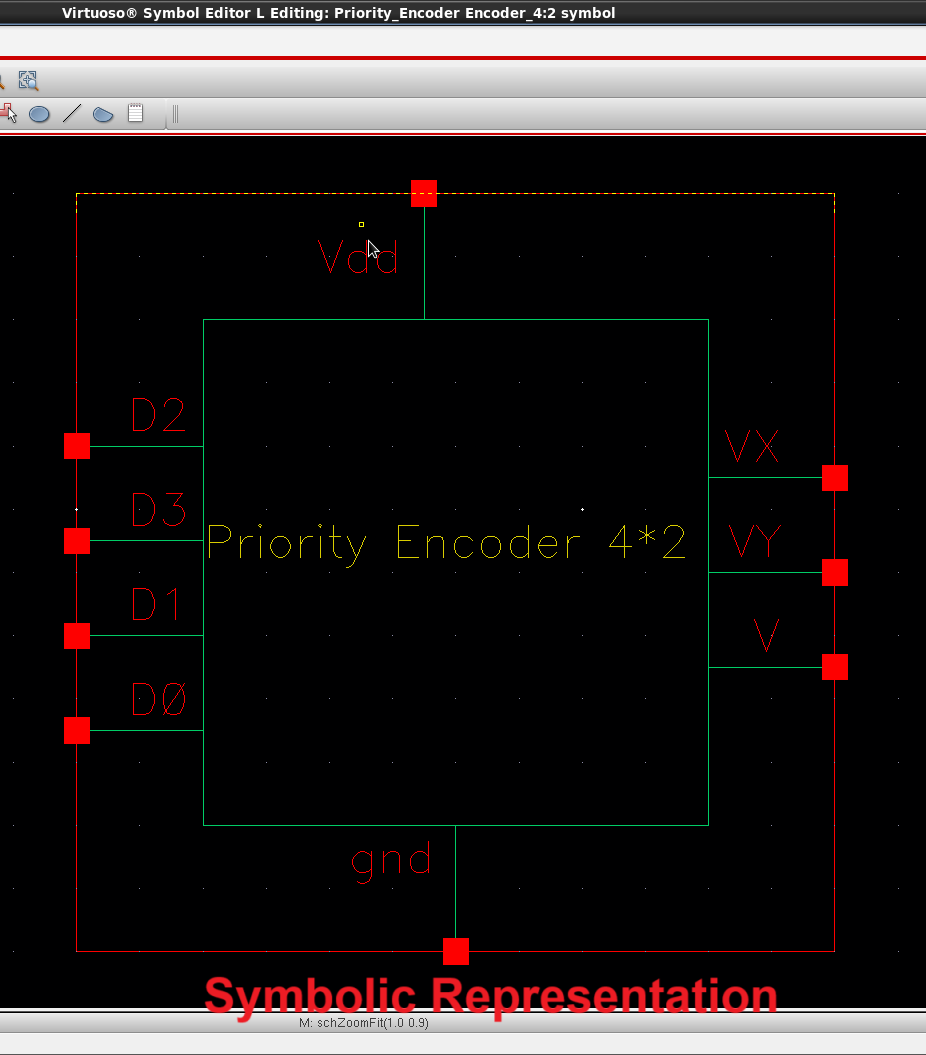 Virtuoso® Symbol Editor L Editing: Priority_Encoder Encoder_4:2 symbol
Vdd
D2
VX
D3
Priority Encoder 4*2
VY
D1
V
D0
gnd
Symbolic Representation
M: schZoomFit(1.0 0.9)